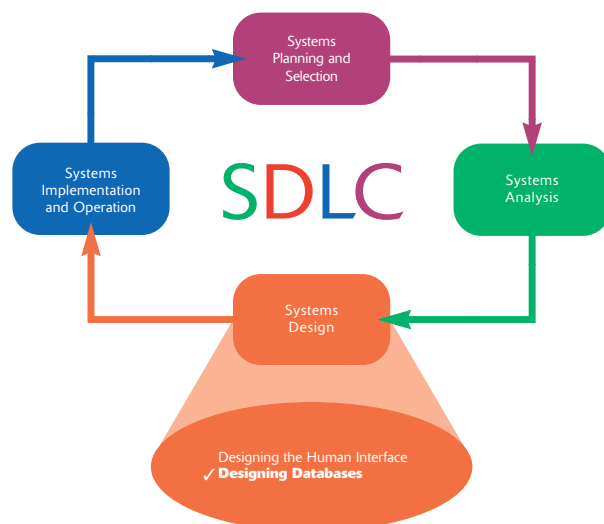 Systems
Planning and
Selection
Systems
Implementation
and Operation
SDLC
Systems
Analysis
Systems
Design
Designing the Human Interface
✓ Designing Databases